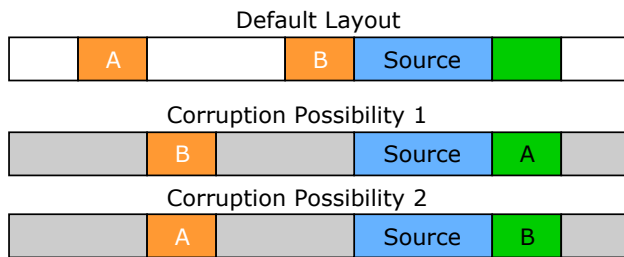 Default Layout
A B Source
Corruption Possibility 1
B Source A
Corruption Possibility 2
A Source B